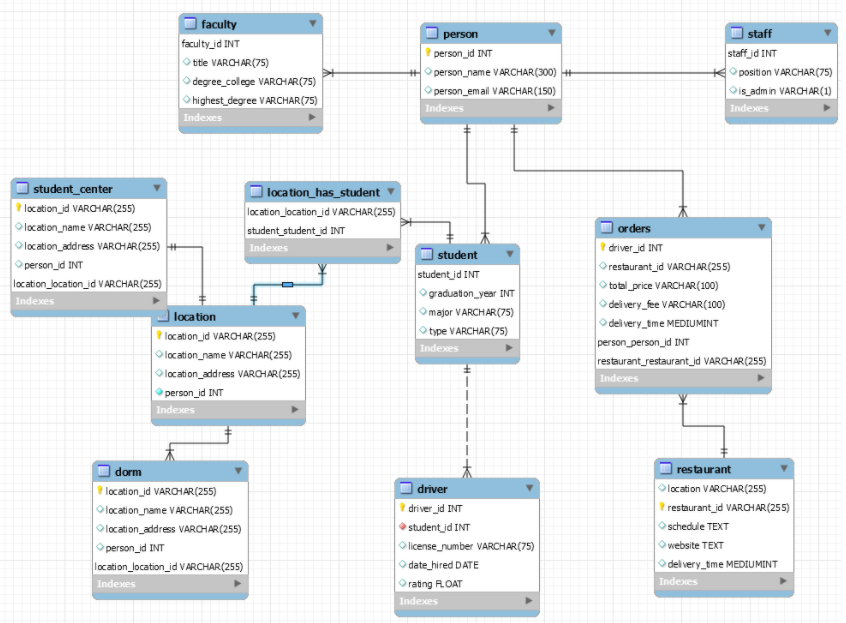 faculty
faculty_id INT
title VARCHAR(75)
degree_college VARCHAR(75)
highest_degree VARCHAR(75)
Indexes
person
person_id INT
person_name VARCHAR(300)
person_email VARCHAR(150)
Indexes
staff
staff_id INT
position VARCHAR(75)
is_admin VARCHAR(1)
Indexes
student_center
location_id VARCHAR(255)
location_name VARCHAR(255)
location_address VARCHAR(255)
person_id INT
location_location_id VARCHAR(255)
Indexes
location_has_student
location_location_id VARCHAR(255)
student_student_id INT
Indexes
student
student_id INT
graduation_year INT
major VARCHAR(75)
type VARCHAR(75)
Indexes
orders
driver_id INT
restaurant_id VARCHAR(255)
total_price VARCHAR(100)
delivery_fee VARCHAR(100)
delivery_time MEDIUMINT
person_person_id INT
restaurant_restaurant_id VARCHAR(255)
Indexes
location
location_id VARCHAR(255)
location_name VARCHAR(255)
location_address VARCHAR(255)
person_id INT
Indexes
dorm
location_id VARCHAR(255)
location_name VARCHAR(255)
location_address VARCHAR(255)
person_id INT
location_location_id VARCHAR(255)
Indexes
driver
driver_id INT
student_id INT
license_number VARCHAR(75)
date_hired DATE
rating FLOAT
Indexes
restaurant
location VARCHAR(255)
restaurant_id VARCHAR(255)
schedule TEXT
website TEXT
delivery_time MEDIUMINT
Indexes